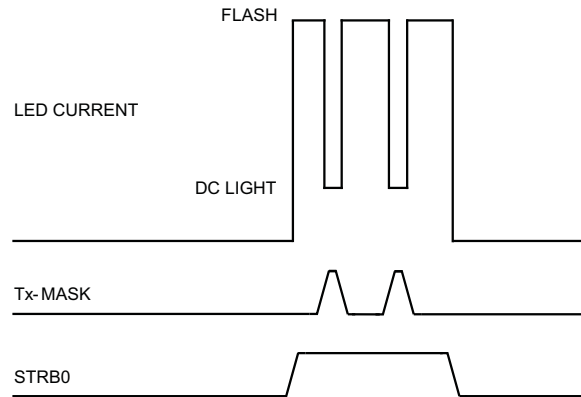 FLASH
LED CURRENT
DC LIGHT
Tx-MASK
STRB0